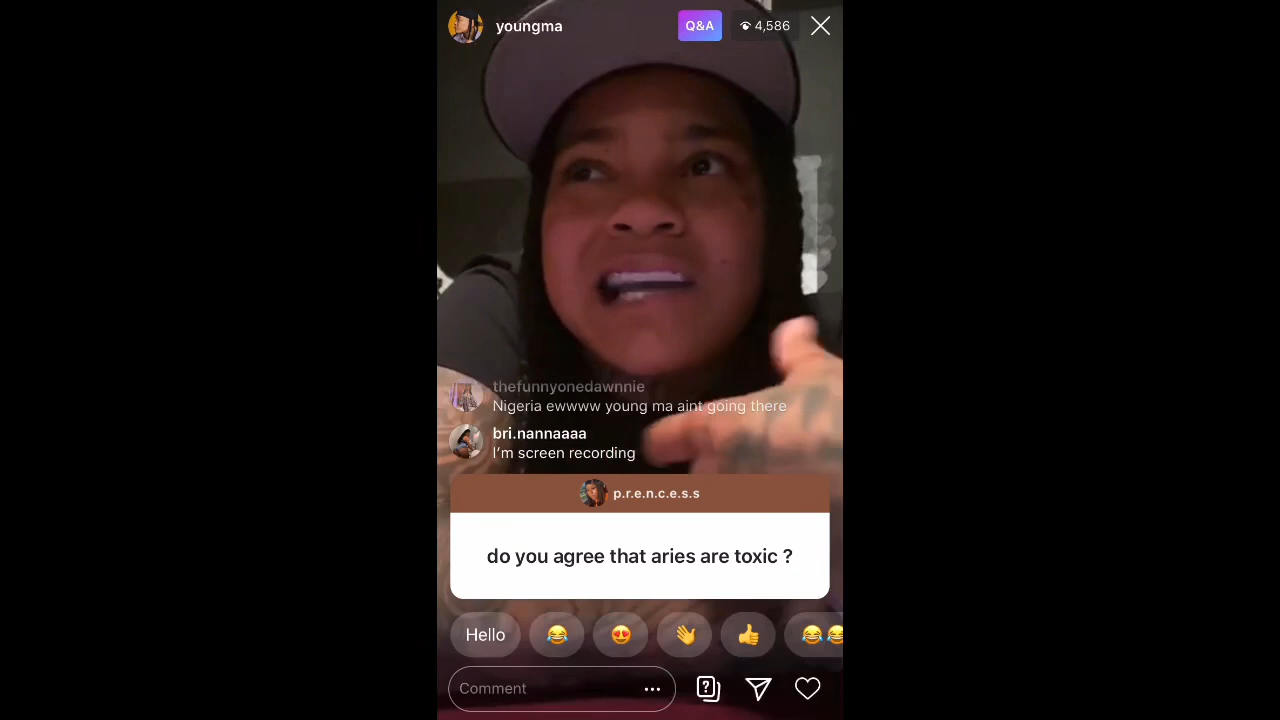 youngma
Q&A
4,586
thefunnyonedawnnie
Nigeria ewwww young ma aint going there
bri.nannaaaa
I'm screen recording
p.r.e.n.c.e.s.s
do you agree that aries are toxic ?
Hello
Comment